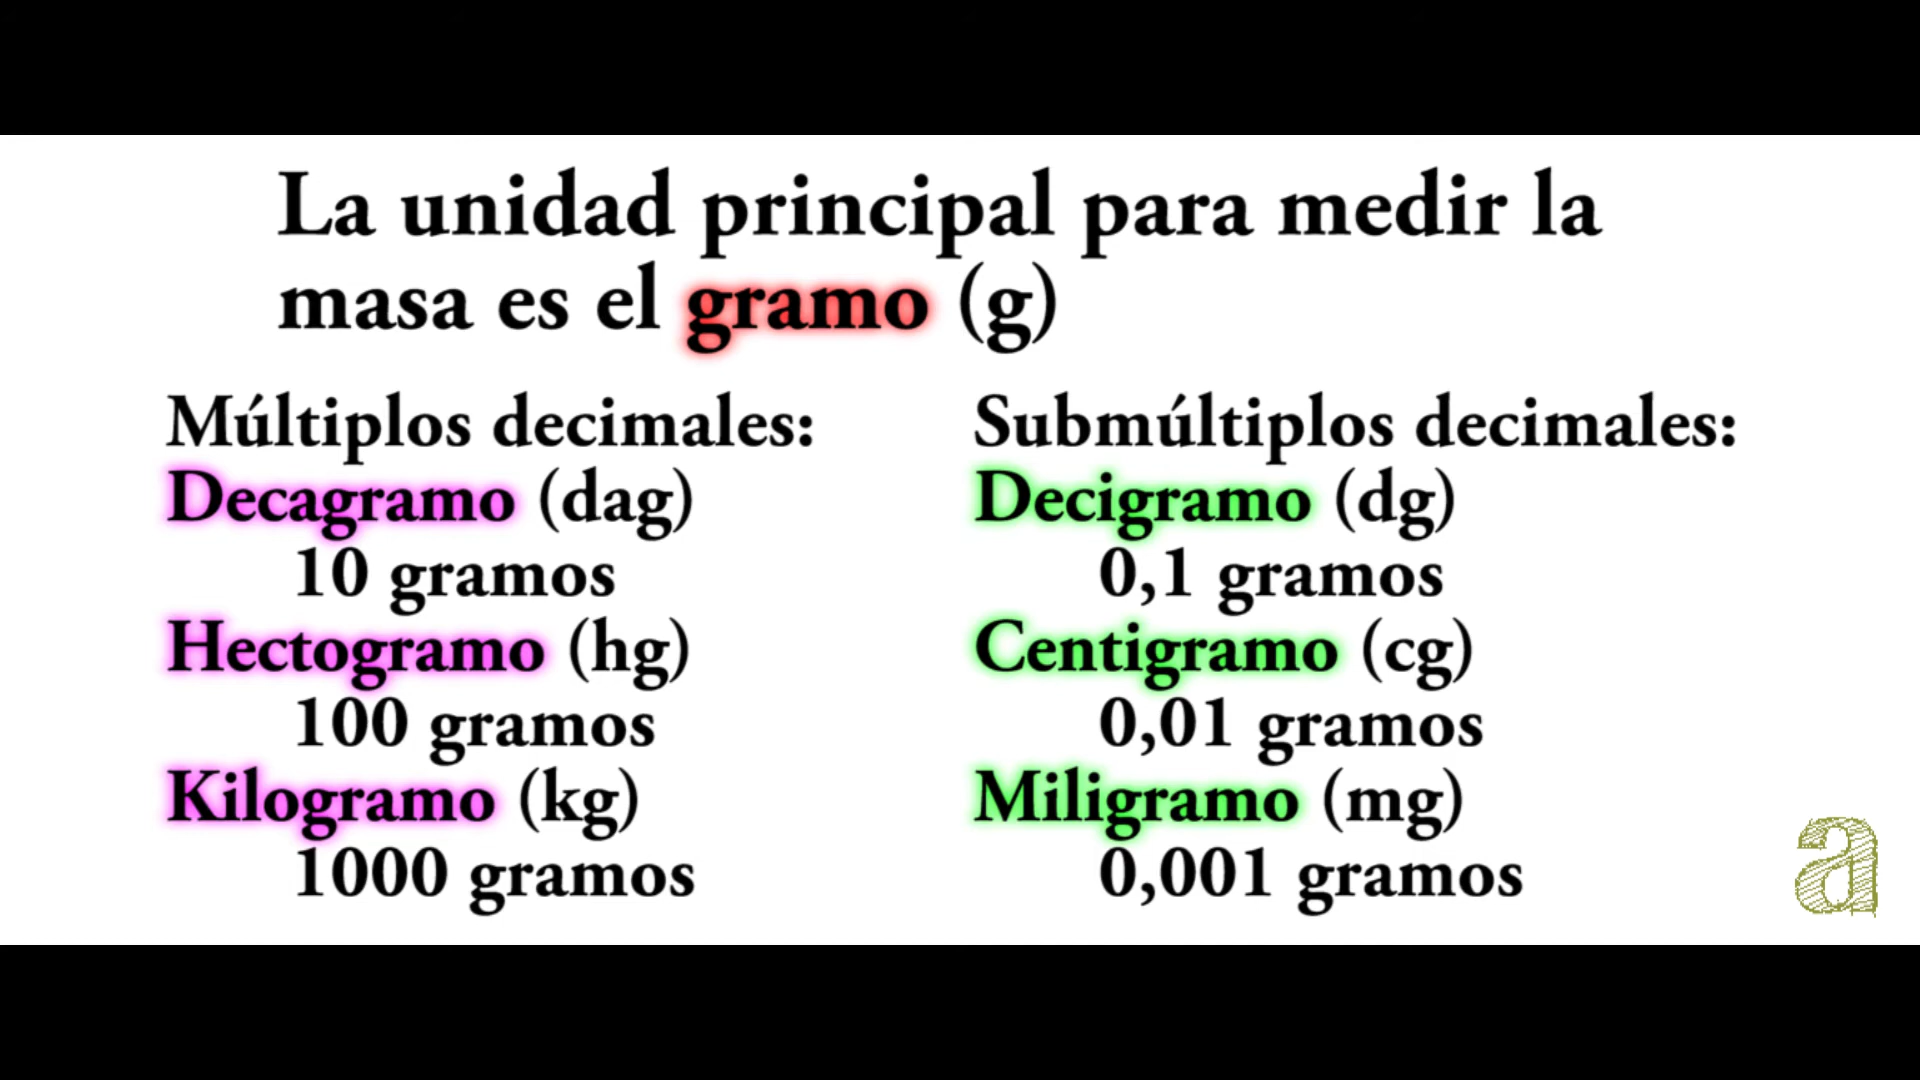 La unidad principal para medir la
masa es el gramo (g)
Múltiplos decimales:
Decagramo (dag)
10 gramos
Hectogramo (hg)
100 gramos
Kilogramo (kg)
1000 gramos
Submúltiplos decimales:
Decigramo (dg)
0,1 gramos
Centigramo (cg)
0,01 gramos
Miligramo (mg)
0,001 gramos
a